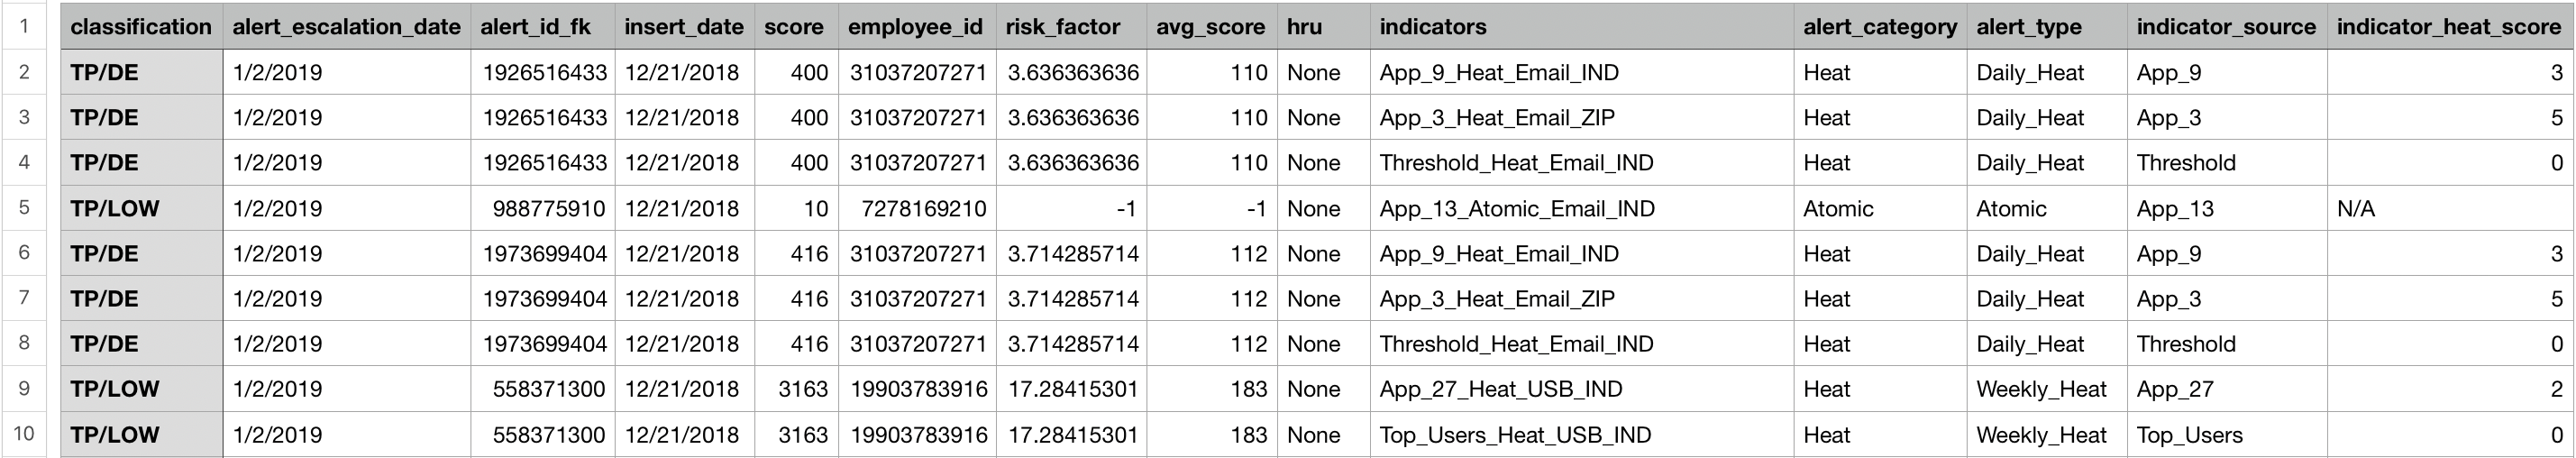 1 classification alert_escalation_date alert_id_fk insert_date score employee_id risk_factor avg_score hru indicators alert_category alert_type indicator_source indicator_heat_score
2 TP/DE 1/2/2019 1926516433 12/21/2018 400 31037207271 3.636363636 110 None App_9_Heat_Email_IND Heat Daily_Heat App_9 3
3 TP/DE 1/2/2019 1926516433 12/21/2018 400 31037207271 3.636363636 110 None App_3_Heat_Email_ZIP Heat Daily_Heat App_3 5
4 TP/DE 1/2/2019 1926516433 12/21/2018 400 31037207271 3.636363636 110 None Threshold_Heat_Email_IND Heat Daily_Heat Threshold 0
5 TP/LOW 1/2/2019 988775910 12/21/2018 10 7278169210 -1 -1 None App_13_Atomic_Email_IND Atomic Atomic App_13 N/A
6 TP/DE 1/2/2019 1973699404 12/21/2018 416 31037207271 3.714285714 112 None App_9_Heat_Email_IND Heat Daily_Heat App_9 3
7 TP/DE 1/2/2019 1973699404 12/21/2018 416 31037207271 3.714285714 112 None App_3_Heat_Email_ZIP Heat Daily_Heat App_3 5
8 TP/DE 1/2/2019 1973699404 12/21/2018 416 31037207271 3.714285714 112 None Threshold_Heat_Email_IND Heat Daily_Heat Threshold 0
9 TP/LOW 1/2/2019 558371300 12/21/2018 3163 19903783916 17.28415301 183 None App_27_Heat_USB_IND Heat Weekly_Heat App_27 2
10 TP/LOW 1/2/2019 558371300 12/21/2018 3163 19903783916 17.28415301 183 None Top_Users_Heat_USB_IND Heat Weekly_Heat Top_Users 0